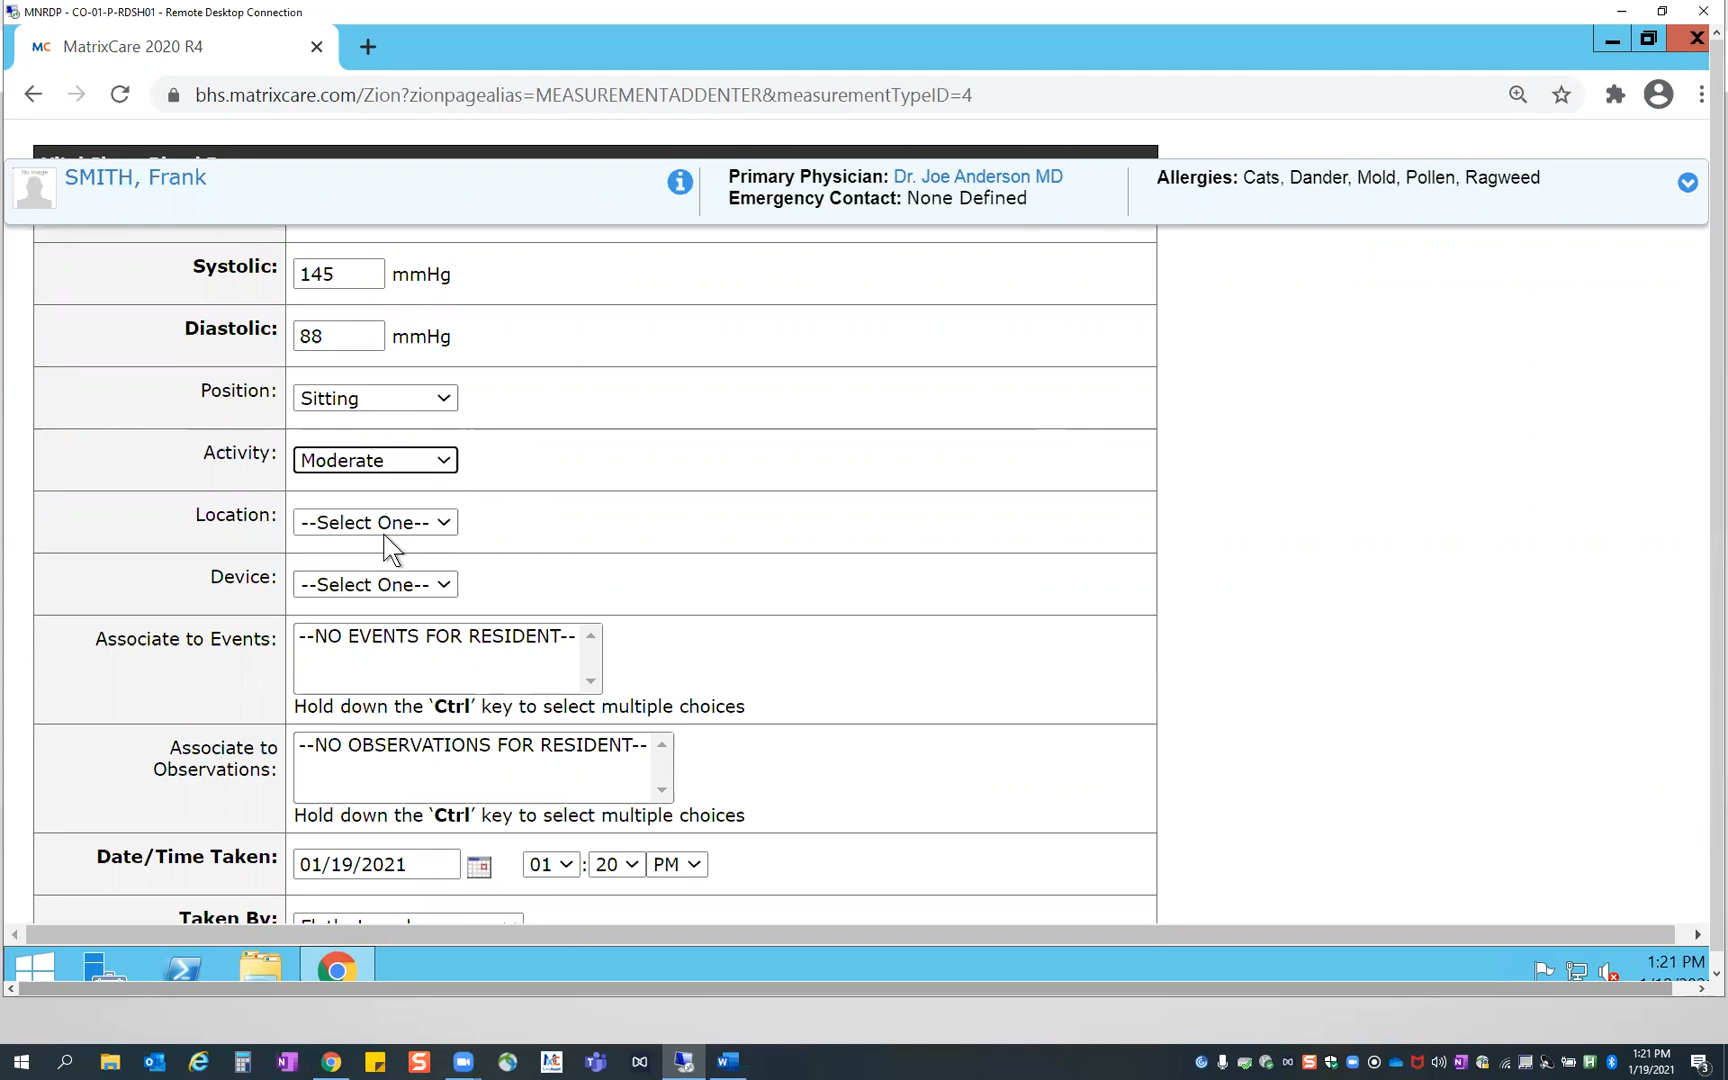 MNRDP - CO-01-P-RDSH01 - Remote Desktop Connection
MC MatrixCare 2020 R4
bhs.matrixcare.com/Zion?zionpagealias=MEASUREMENTADDENTER&measurementTypeID=4
SMITH, Frank
Primary Physician: Dr. Joe Anderson MD
Emergency Contact: None Defined
Allergies: Cats, Dander, Mold, Pollen, Ragweed
Systolic: 145 mmHg
Diastolic: 88 mmHg
Position: Sitting
Activity: Moderate
Location: --Select One--
Device: --Select One--
Associate to Events: --NO EVENTS FOR RESIDENT--
Hold down the ‘Ctrl’ key to select multiple choices
Associate to
Observations:
--NO OBSERVATIONS FOR RESIDENT--
Hold down the ‘Ctrl’ key to select multiple choices
Date/Time Taken: 01/19/2021 01 : 20 PM
Taken By:
1:21 PM
1:21 PM
1/19/2021